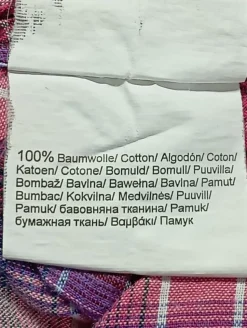 100% Baumwolle/ Cotton/ Algodón/ Coton/
Katoen/ Cotone/ Bomuld/ Bomull/ Puuvilla/
Bombaž/ Bavlna/ Bawełna/ Bavlna/ Pamut/
Bumbac/ Kokvilna/ Medvilnės/ Puuvill/
Pamuk/ бавовняна тканина/ Pamuk/
бумажная ткань/ Βαμβάκι/ Памук